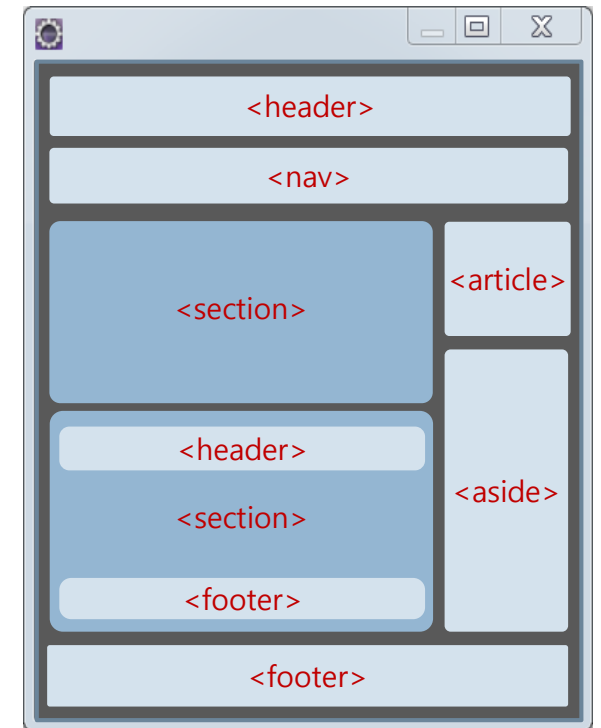 <header>
<nav>
<section>
<article>
<header>
<section>
<footer>
<aside>
<footer>